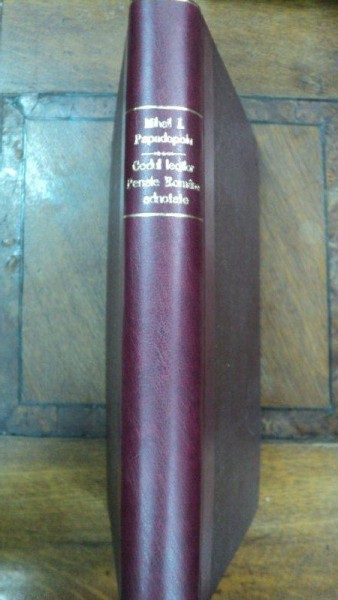 Mihail I.
Papadopolu
Codul legilor
Penale Române
adnotate